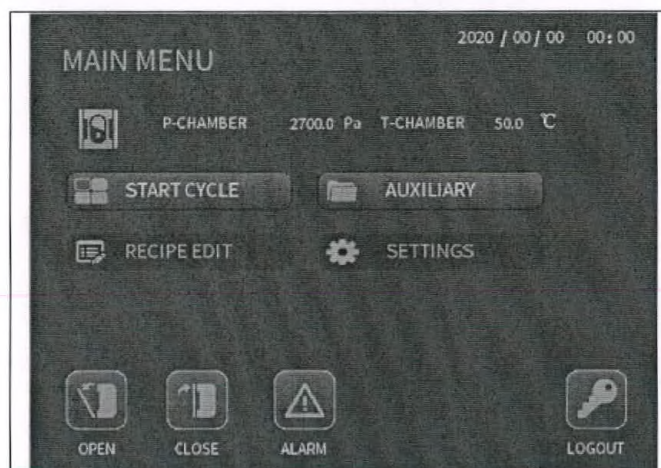 2020 / 00 / 00 00:00
MAIN MENU
P-CHAMBER 2700.0 Pa T-CHAMBER 50.0 ℃
START CYCLE AUXILIARY
RECIPE EDIT SETTINGS
OPEN CLOSE ALARM LOGOUT